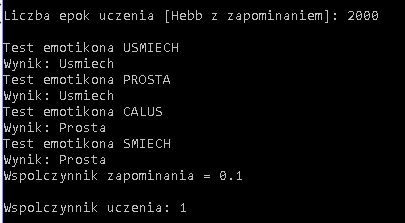 Liczba epok uczenia [Hebb z zapominaniem]: 2000
Test emotikona USMIECH
Wynik: Usmiech
Test emotikona PROSTA
Wynik: Usmiech
Test emotikona CALUS
Wynik: Prosta
Test emotikona SMIECH
Wynik: Prosta
Wspolczynnik zapominania = 0.1
Wspolczynnik uczenia: 1